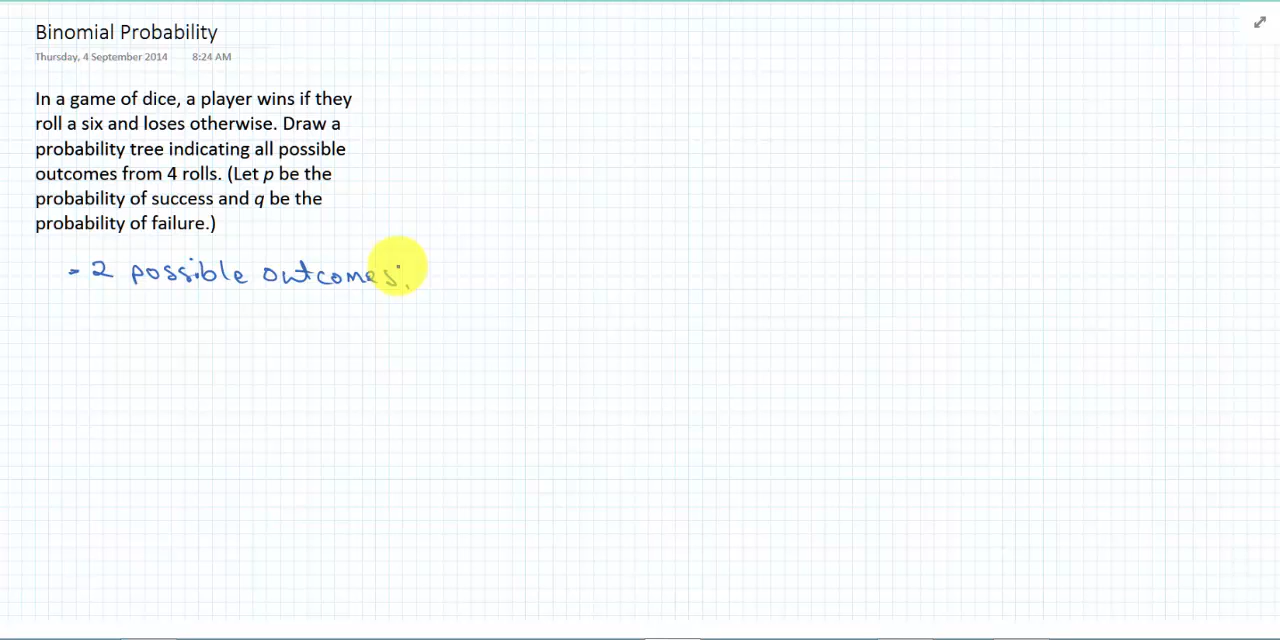 Binomial Probability
Thursday, 4 September 2014 8:24 AM
In a game of dice, a player wins if they
roll a six and loses otherwise. Draw a
probability tree indicating all possible
outcomes from 4 rolls. (Let p be the
probability of success and q be the
probability of failure.)
- 2 possible outcomes;